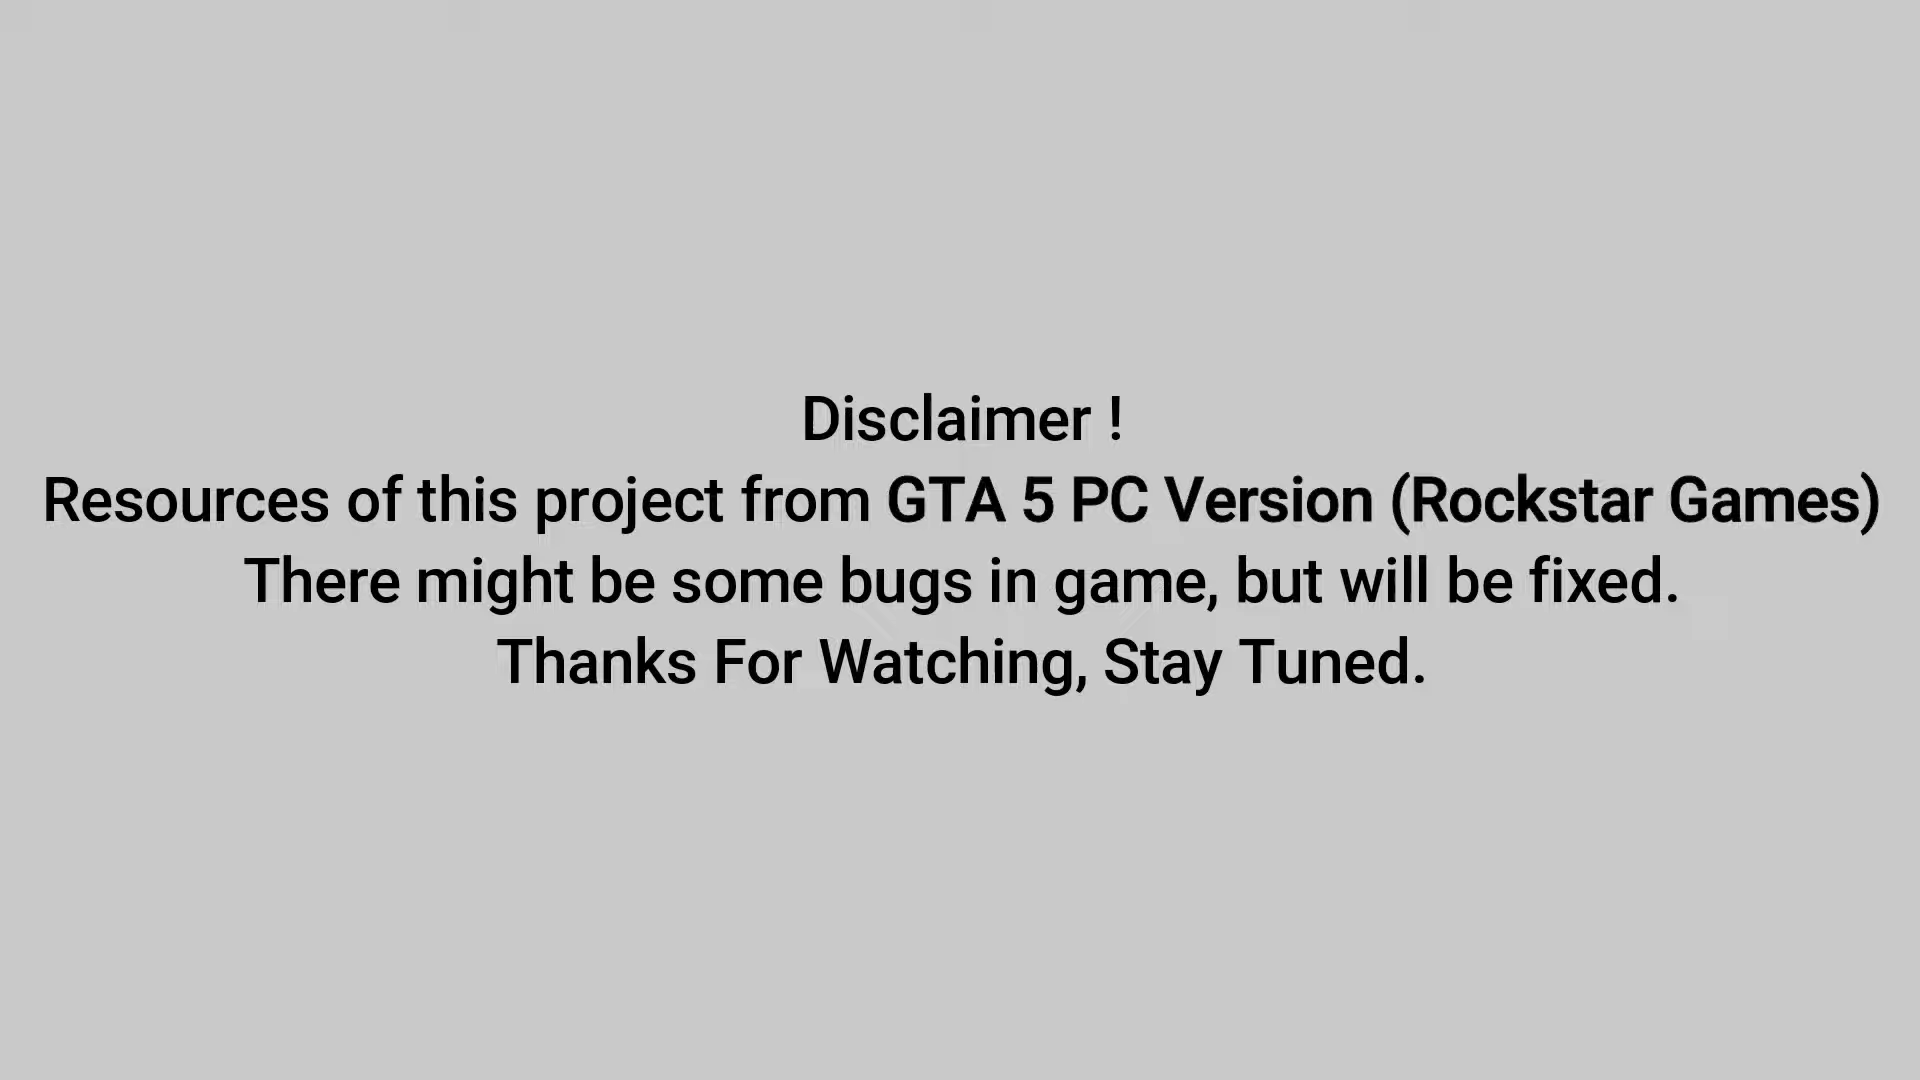 Disclaimer !
Resources of this project from GTA 5 PC Version (Rockstar Games)
There might be some bugs in game, but will be fixed.
Thanks For Watching, Stay Tuned.